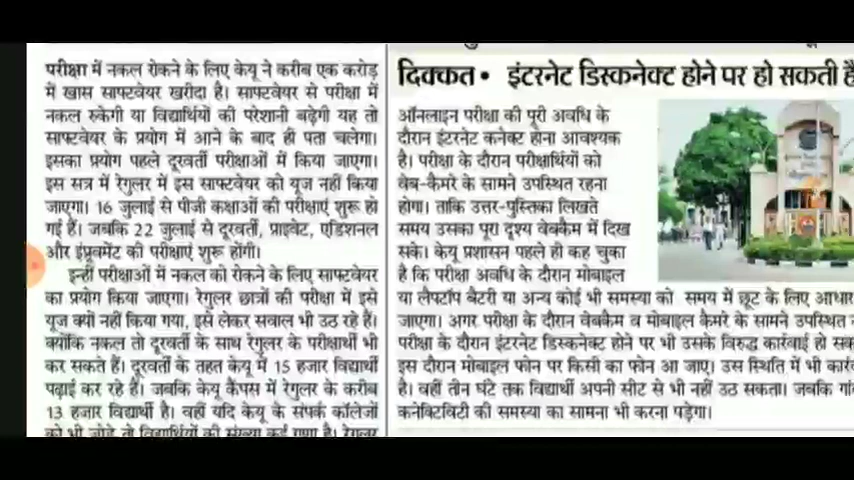 परीक्षा में नकल रोकने के लिए केयू ने करीब एक करोड़
में खास साफ्टवेयर खरीदा है। साफ्टवेयर से परीक्षा में
नकल रुकेगी या विद्यार्थियों की परेशानी बढ़ेगी यह तो
साफ्टवेयर के प्रयोग में आने के बाद ही पता चलेगा।
इसका प्रयोग पहले दूरवर्ती परीक्षाओं में किया जाएगा।
इस सत्र में रेगुलर में इस साफ्टवेयर को यूज नहीं किया
जाएगा। 16 जुलाई से पीजी कक्षाओं की परीक्षाएं शुरू हो
गई हैं। जबकि 22 जुलाई से दूरवर्ती, प्राइवेट, एडिशनल
और इंप्रूवमेंट की परीक्षाएं शुरू होंगी।
इन्हीं परीक्षाओं में नकल को रोकने के लिए साफ्टवेयर
का प्रयोग किया जाएगा। रेगुलर छात्रों की परीक्षा में इसे
यूज क्यों नहीं किया गया, इसे लेकर सवाल भी उठ रहे हैं।
क्योंकि नकल तो दूरवर्ती के साथ रेगुलर के परीक्षार्थी भी
कर सकते हैं। दूरवर्ती के तहत केयू में 15 हजार विद्यार्थी
पढ़ाई कर रहे हैं। जबकि केयू कैंपस में रेगुलर के करीब
13 हजार विद्यार्थी है। वहीं यदि केयू के संपर्क कॉलेजों
को भी जोड़े तो विद्यार्थियों की संख्या कई गुणा है। रेगुलर
दिक्कत • इंटरनेट डिस्कनेक्ट होने पर हो सकती है
ऑनलाइन परीक्षा की पूरी अवधि के
दौरान इंटरनेट कनेक्ट होना आवश्यक
है। परीक्षा के दौरान परीक्षार्थियों को
वेब-कैमरे के सामने उपस्थित रहना
होगा। ताकि उत्तर-पुस्तिका लिखते
समय उसका पूरा दृश्य वेबकैम में दिख
सके। केयू प्रशासन पहले ही कह चुका
है कि परीक्षा अवधि के दौरान मोबाइल
या लैपटॉप बैटरी या अन्य कोई भी समस्या को समय में छूट के लिए आधार
जाएगा। अगर परीक्षा के दौरान वेबकैम व मोबाइल कैमरे के सामने उपस्थित
परीक्षा के दौरान इंटरनेट डिस्कनेक्ट होने पर भी उसके विरुद्ध कार्रवाई हो
इस दौरान मोबाइल फोन पर किसी का फोन आ जाए। उस स्थिति में भी
है। वहीं तीन घंटे तक विद्यार्थी अपनी सीट से भी नहीं उठ सकता। जबकि
कनेक्टिविटी की समस्या का सामना भी करना पड़ेगा।